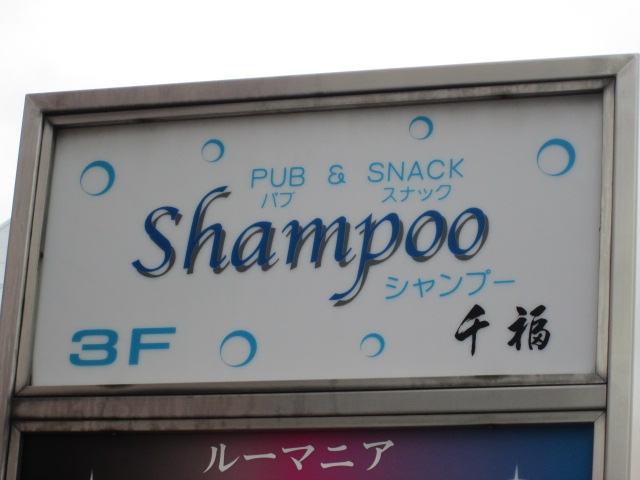 PUB & SNACK
パブ スナック
Shampoo
シャンプー
3F
千福
ルーマニア